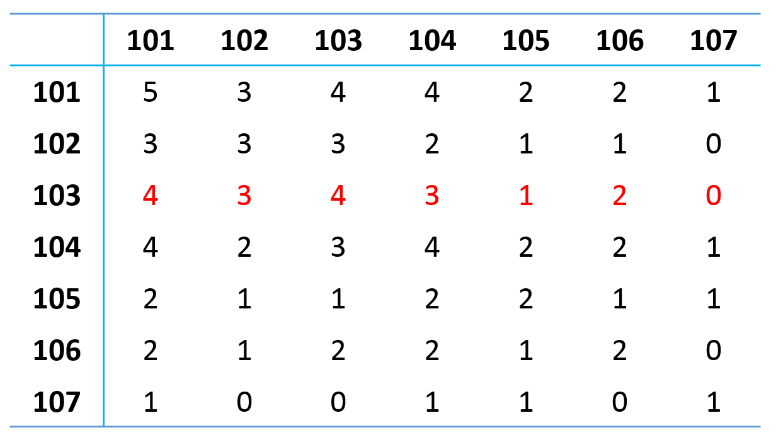 101 102 103 104 105 106 107
101 5 3 4 4 2 2 1
102 3 3 3 2 1 1 0
103 4 3 4 3 1 2 0
104 4 2 3 4 2 2 1
105 2 1 1 2 2 1 1
106 2 1 2 2 1 2 0
107 1 0 0 1 1 0 1